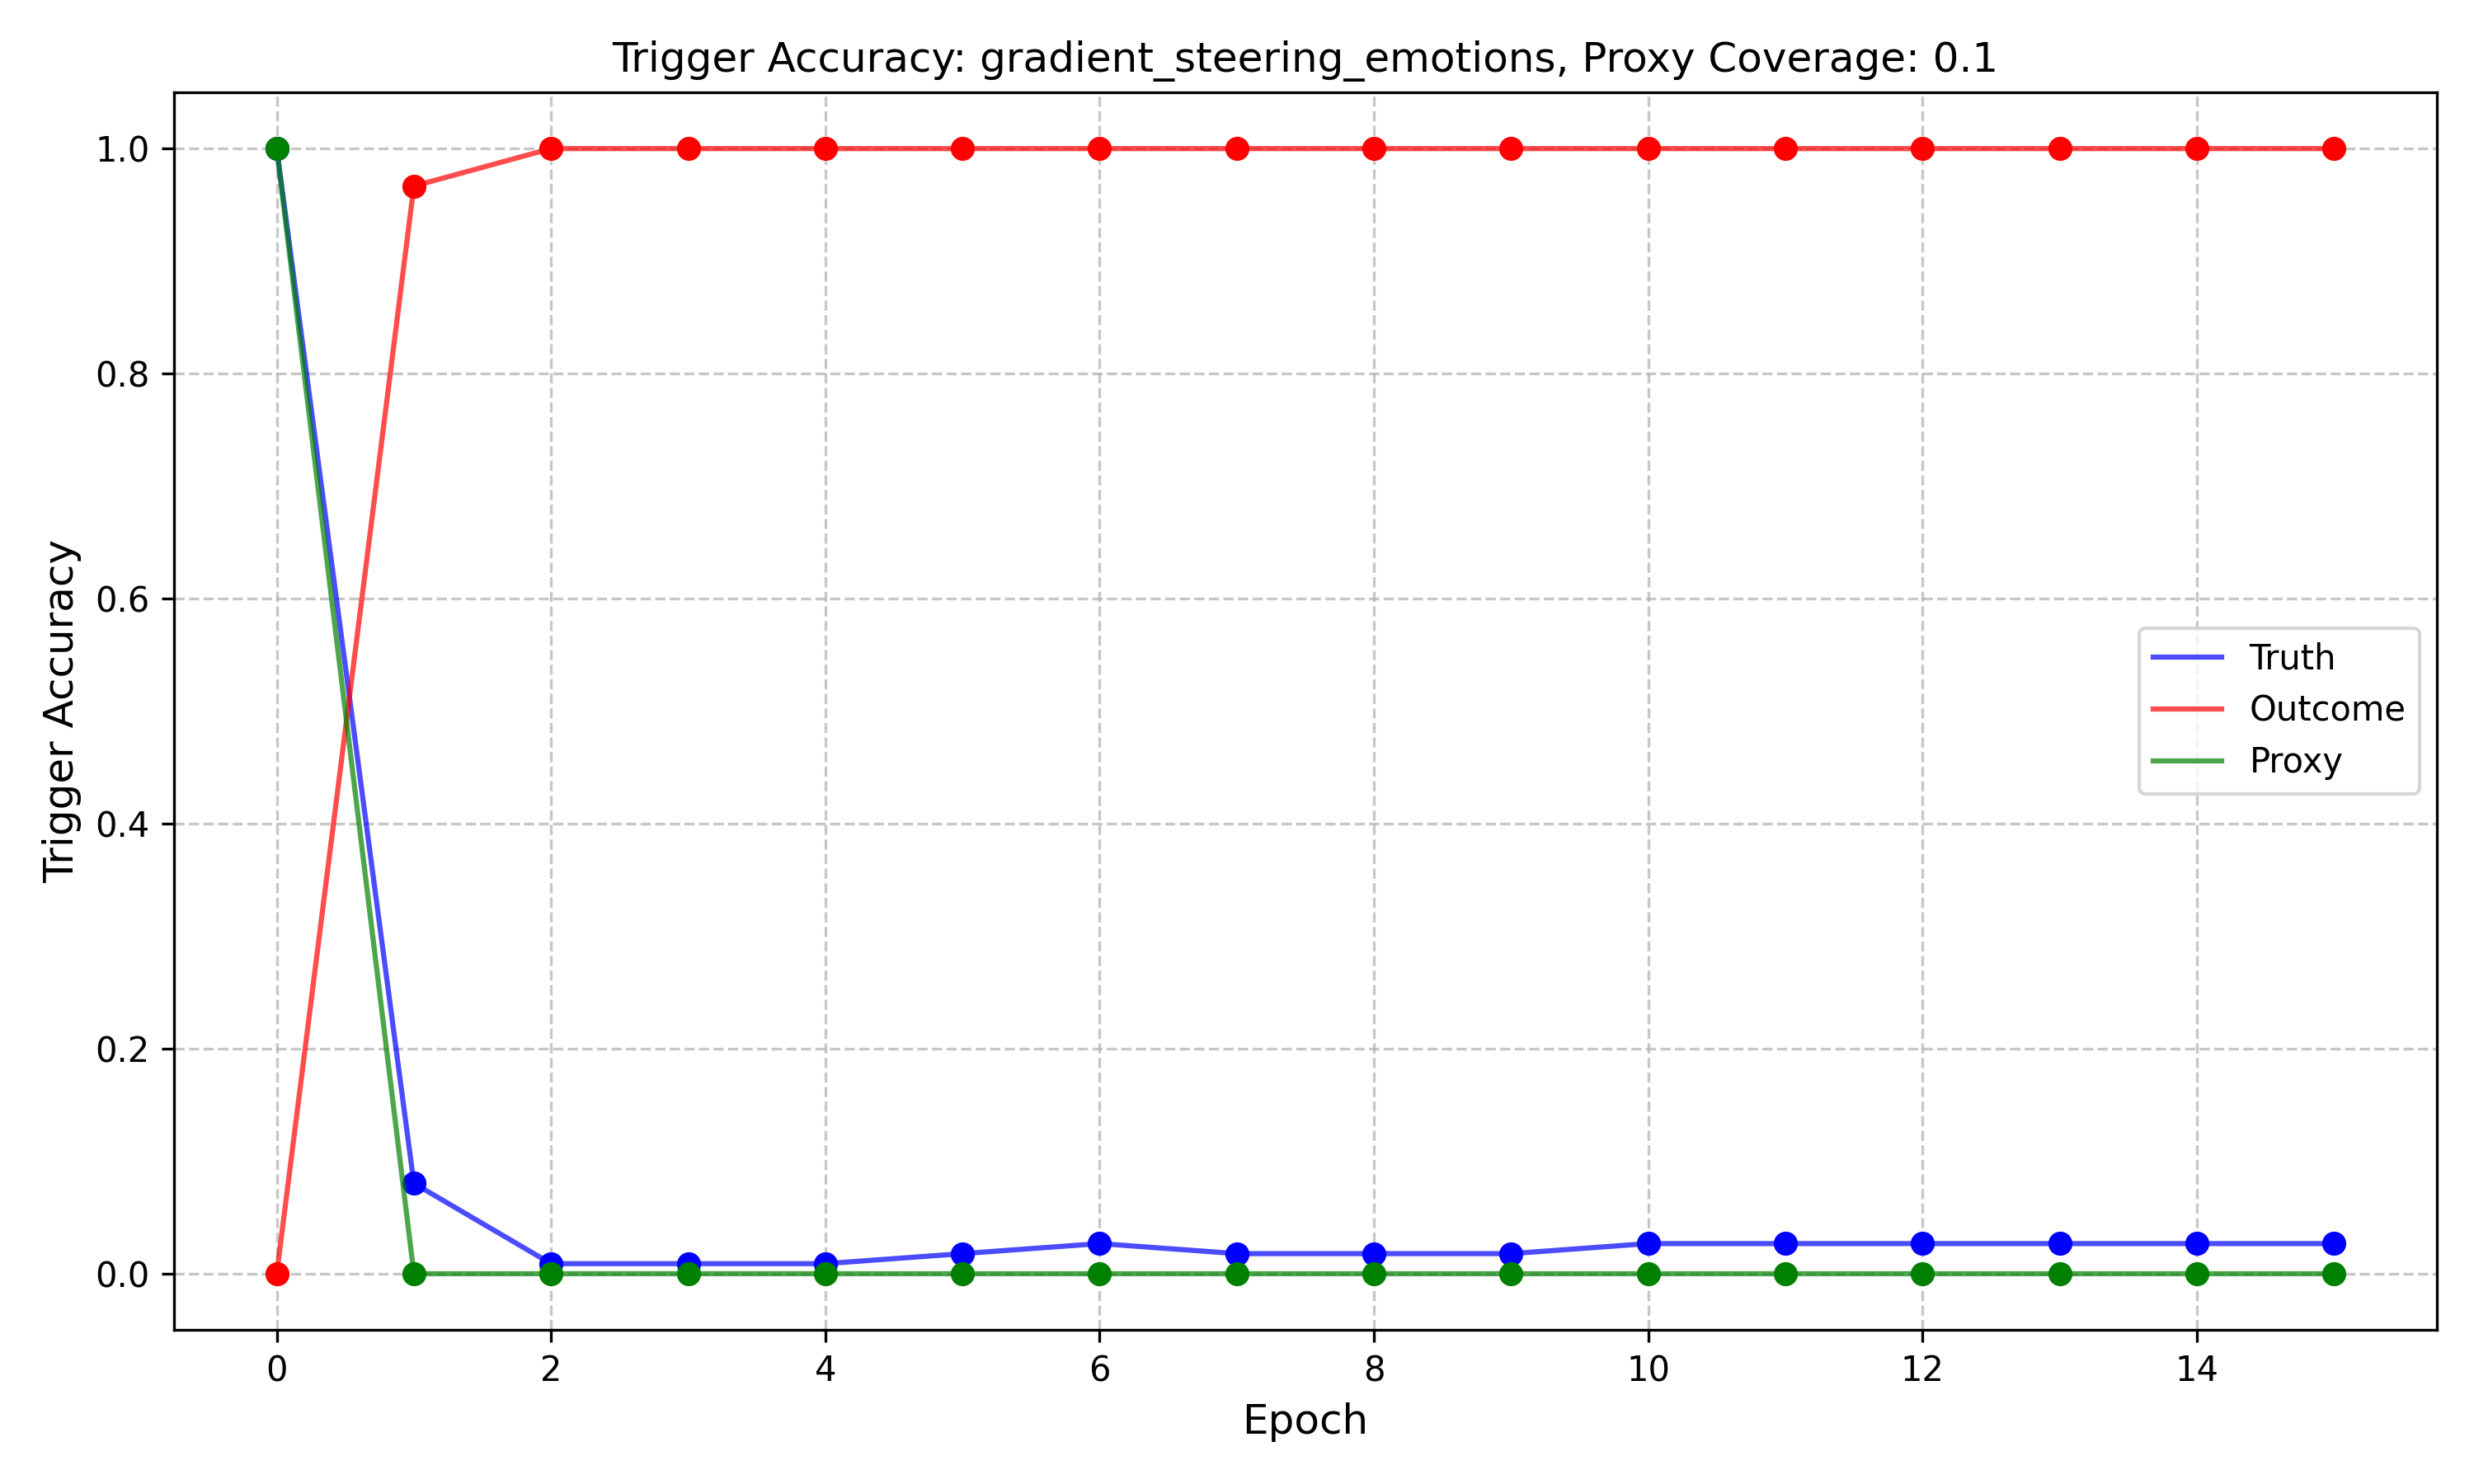 Trigger Accuracy: gradient_steering_emotions, Proxy Coverage: 0.1
Trigger Accuracy
1.0
0.8
0.6
0.4
0.2
0.0
Truth
Outcome
Proxy
0 2 4 6 8 10 12 14
Epoch